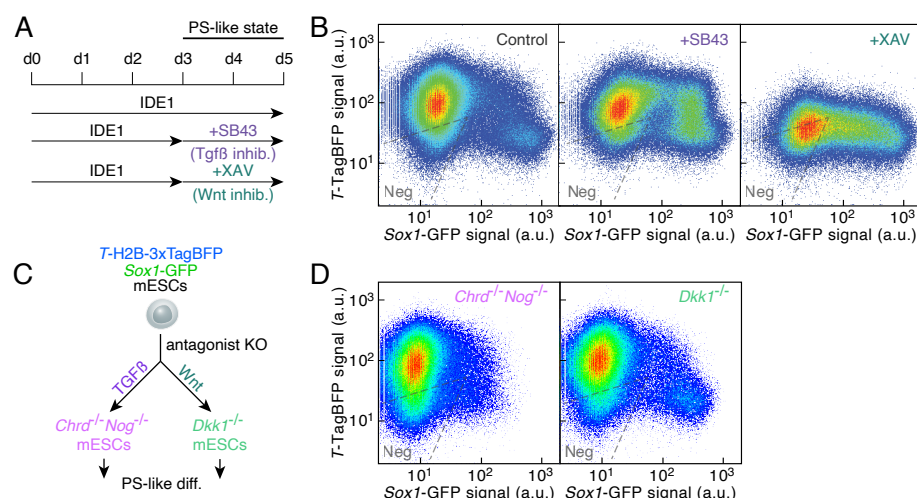 A
PS-like state
d0 d1 d2 d3 d4 d5
IDE1
IDE1 +SB43
(Tgfß inhib.)
IDE1 +XAV
(Wnt inhib.)
B
Control +SB43 +XAV
T-TagBFP signal (a.u.)
10³
10²
10¹
Neg Neg Neg
10¹ 10² 10³ 10¹ 10² 10³ 10¹ 10² 10³
Sox1-GFP signal (a.u.) Sox1-GFP signal (a.u.) Sox1-GFP signal (a.u.)
C
T-H2B-3xTagBFP
Sox1-GFP
mESCs
antagonist KO
TGFß Wnt
Chrd⁻/⁻Nog⁻/⁻ Dkk1⁻/⁻
mESCs mESCs
PS-like diff.
D
Chrd⁻/⁻Nog⁻/⁻ Dkk1⁻/⁻
T-TagBFP signal (a.u.)
10³
10²
10¹
Neg Neg
10¹ 10² 10³ 10¹ 10² 10³
Sox1-GFP signal (a.u.) Sox1-GFP signal (a.u.)